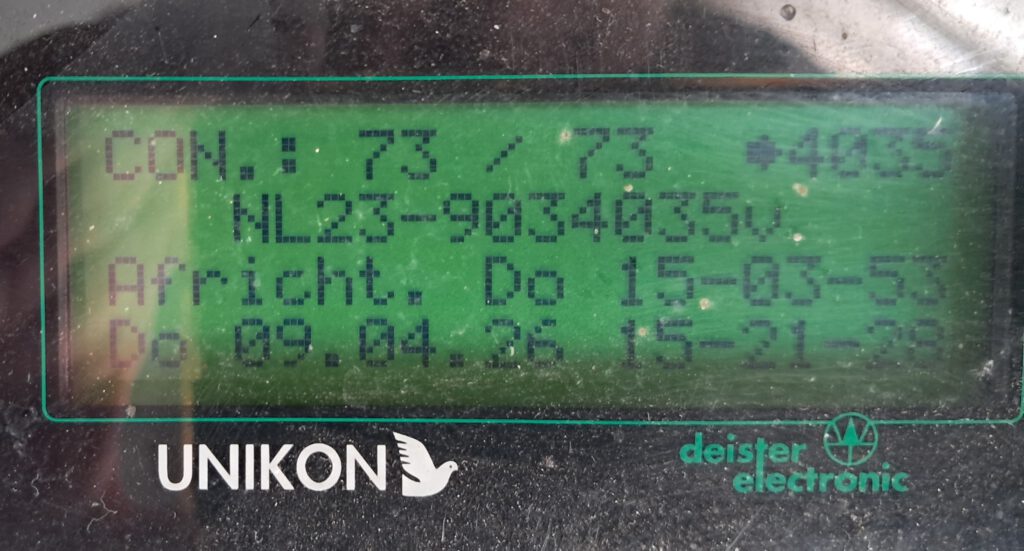 CON.: 73 / 73 4035
NL23-9034035v
Africht. Do 15-03-53
Do 09.04.26 15-21-28
UNIKON
deister
electronic